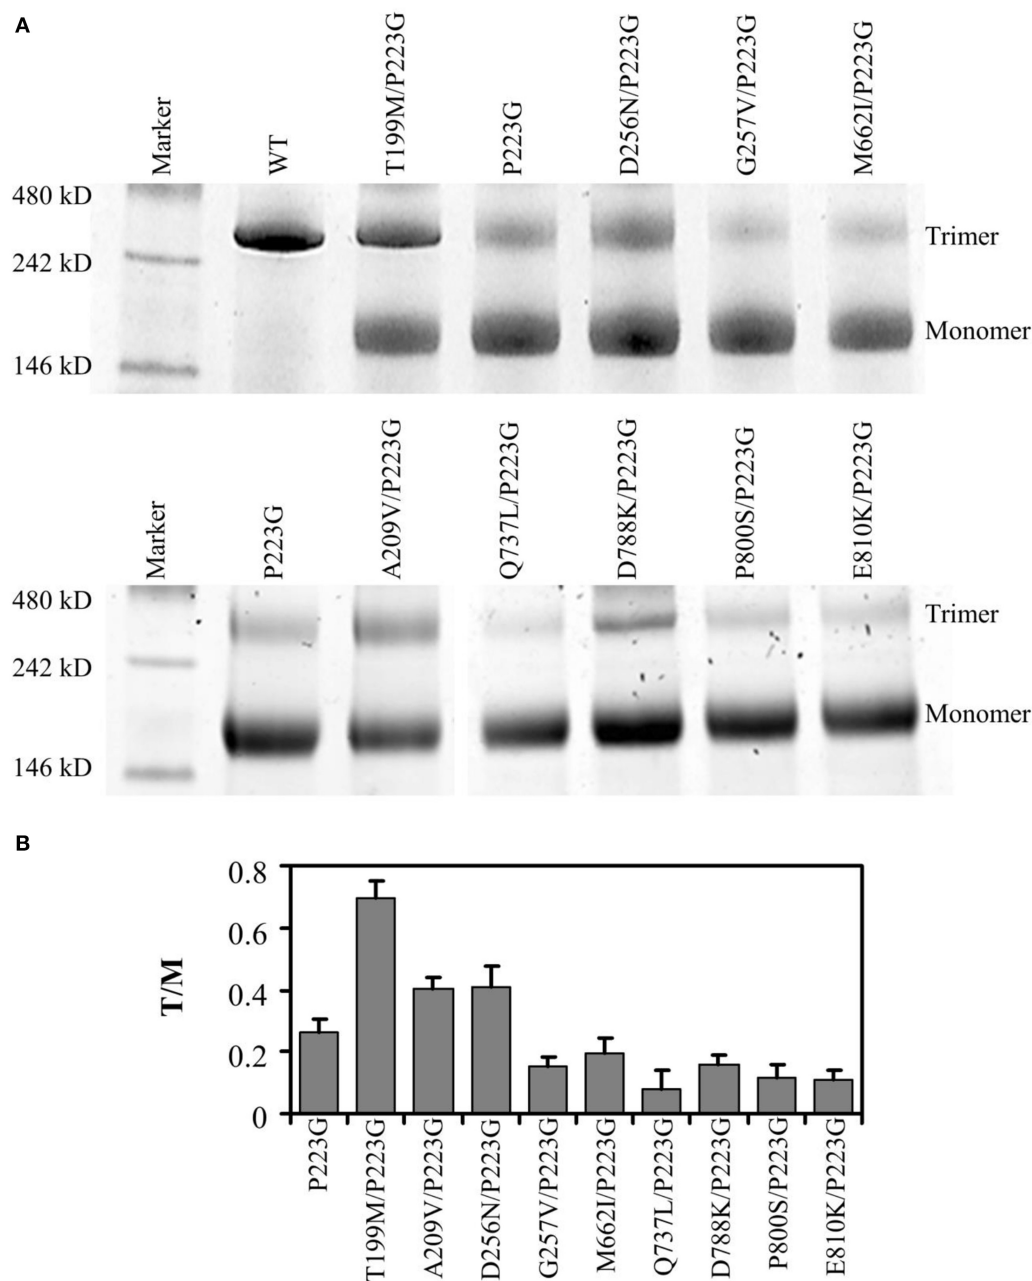 A
Marker
WT
T199M/P223G
P223G
D256N/P223G
G257V/P223G
M662I/P223G
480 kD
242 kD
146 kD
Trimer
Monomer
Marker
P223G
A209V/P223G
Q737L/P223G
D788K/P223G
P800S/P223G
E810K/P223G
480 kD
242 kD
146 kD
Trimer
Monomer
B
T/M
0.8
0.6
0.4
0.2
0
P223G
T199M/P223G
A209V/P223G
D256N/P223G
G257V/P223G
M662I/P223G
Q737L/P223G
D788K/P223G
P800S/P223G
E810K/P223G